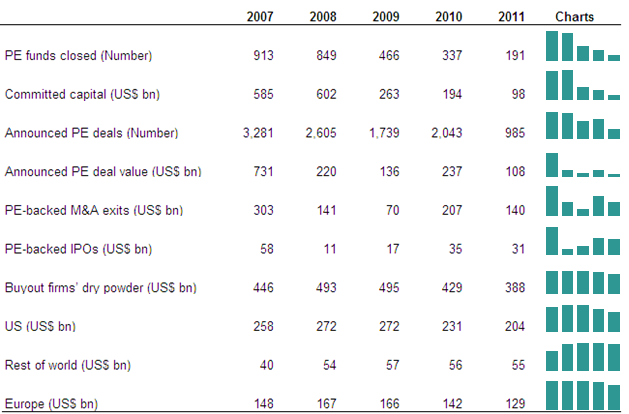 2007 2008 2009 2010 2011 Charts
PE funds closed (Number) 913 849 466 337 191
Committed capital (US$ bn) 585 602 263 194 98
Announced PE deals (Number) 3,281 2,605 1,739 2,043 985
Announced PE deal value (US$ bn) 731 220 136 237 108
PE-backed M&A exits (US$ bn) 303 141 70 207 140
PE-backed IPOs (US$ bn) 58 11 17 35 31
Buyout firms' dry powder (US$ bn) 446 493 495 429 388
US (US$ bn) 258 272 272 231 204
Rest of world (US$ bn) 40 54 57 56 55
Europe (US$ bn) 148 167 166 142 129